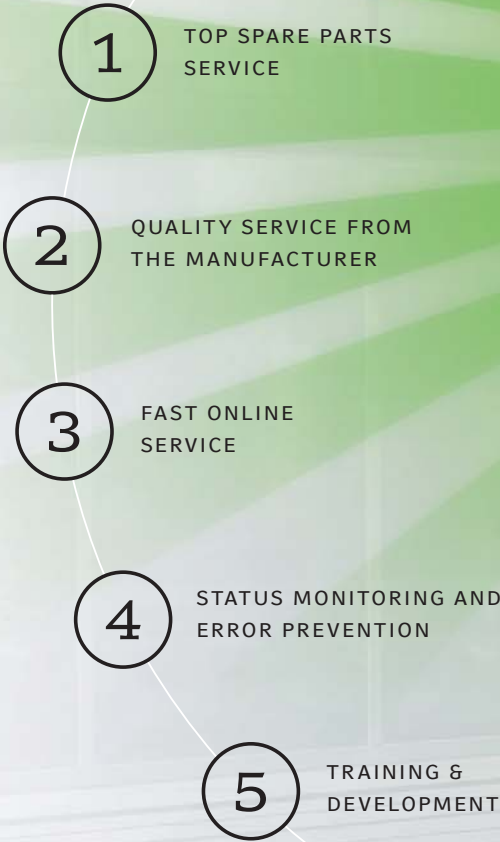 1
TOP SPARE PARTS
SERVICE
2
QUALITY SERVICE FROM
THE MANUFACTURER
3
FAST ONLINE
SERVICE
4
STATUS MONITORING AND
ERROR PREVENTION
5
TRAINING &
DEVELOPMENT